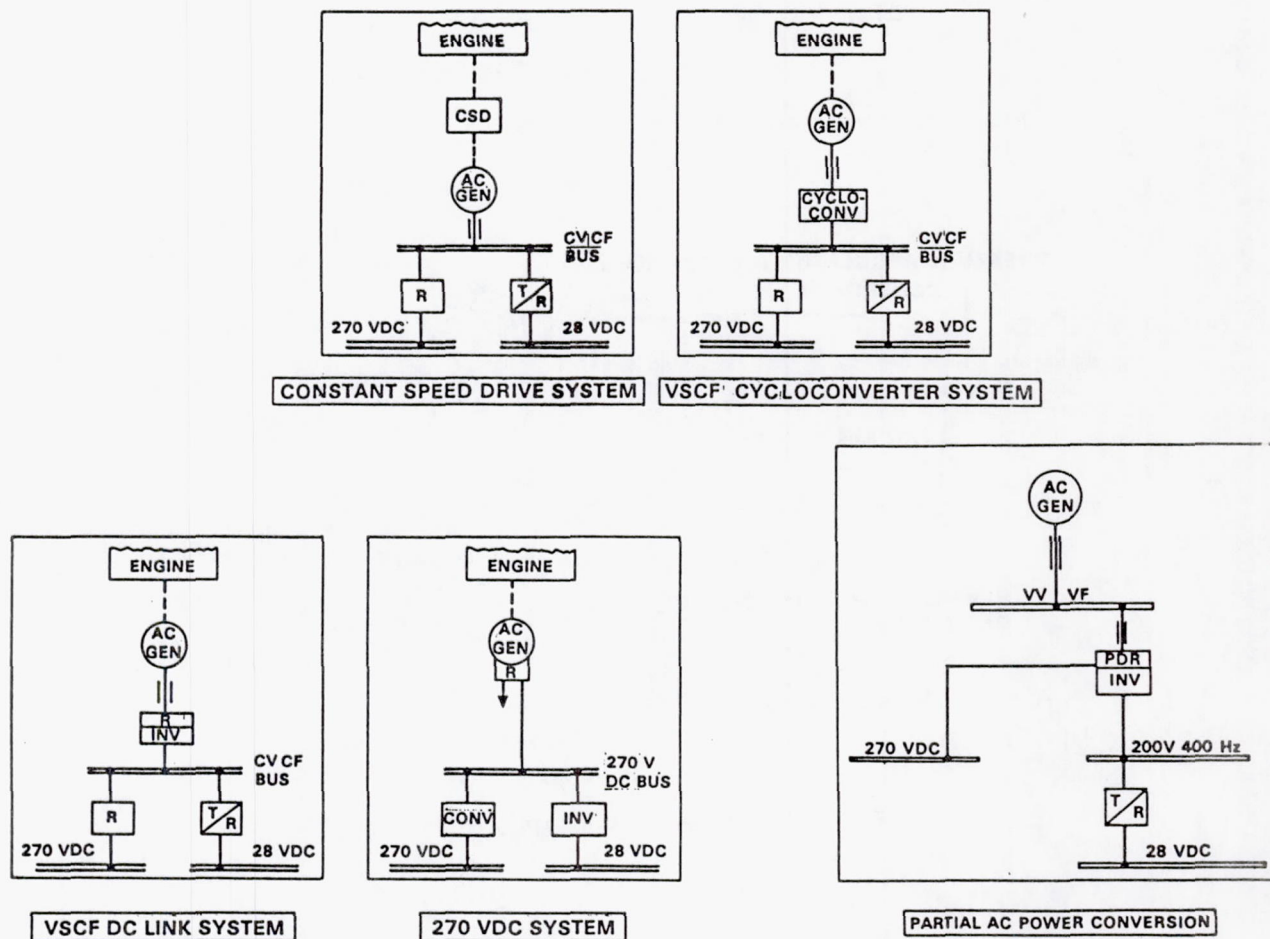 ENGINE
CSD
AC
GEN
CV CF
BUS
R
T/R
270 VDC
28 VDC
CONSTANT SPEED DRIVE SYSTEM
ENGINE
AC
GEN
CYCLO-
CONV
CV CF
BUS
R
T/R
270 VDC
28 VDC
VSCF CYCLOCONVERTER SYSTEM
ENGINE
AC
GEN
R
INV
CV CF
BUS
R
T/R
270 VDC
28 VDC
VSCF DC LINK SYSTEM
ENGINE
AC
GEN
R
270 V
DC BUS
CONV
INV
270 VDC
28 VDC
270 VDC SYSTEM
AC
GEN
VV VF
PDR
INV
270 VDC
200V 400 Hz
T/R
28 VDC
PARTIAL AC POWER CONVERSION